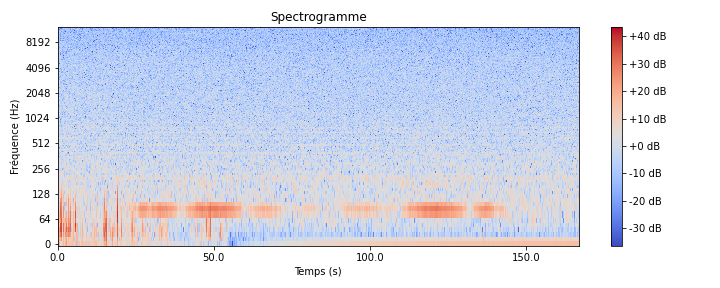 Spectrogramme
Fréquence (Hz)
8192
4096
2048
1024
512
256
128
64
0
0.0
50.0
100.0
150.0
Temps (s)
+40 dB
+30 dB
+20 dB
+10 dB
+0 dB
-10 dB
-20 dB
-30 dB